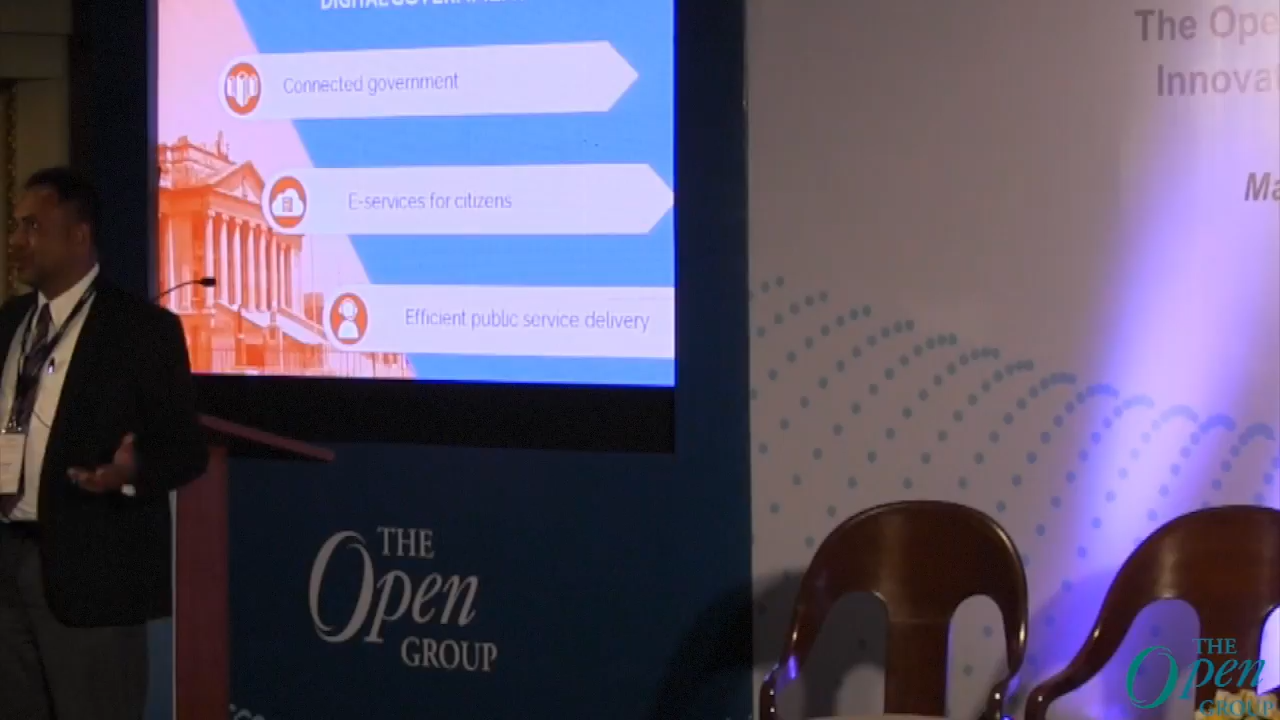 Connected government
E-services for citizens
Efficient public service delivery
The Ope
Innova
Ma
THE
Open
GROUP
THE
Open
GROUP